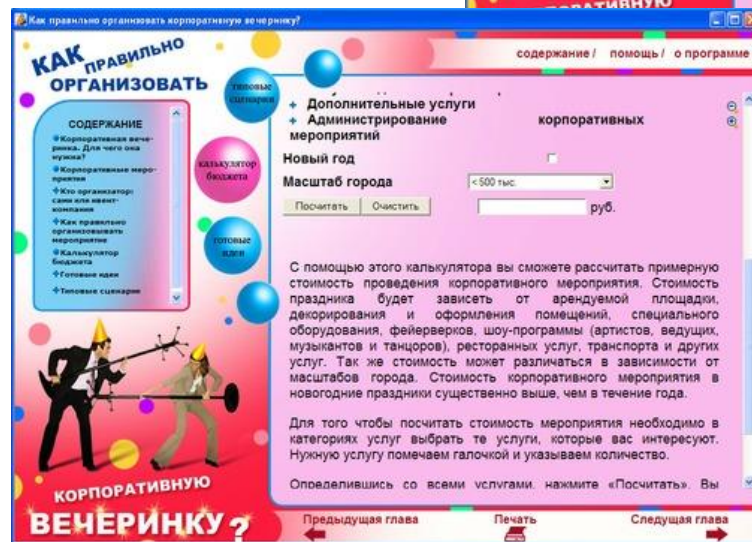 РАТИВНУЮ
Как правильно организовать корпоративную вечеринку?
КАК ПРАВИЛЬНО
ОРГАНИЗОВАТЬ
содержание / помощь / о программе
типовые
сценарии
калькулятор
бюджета
готовые
идеи
СОДЕРЖАНИЕ
Корпоративная вече-
ринка. Для чего она
нужна?
Корпоративные меро-
приятия
Кто организатор:
сами или ивент-
компания
Как правильно
организовывать
мероприятие
Калькулятор
бюджета
Готовые идеи
Типовые сценарии
+ Дополнительные услуги
+ Администрирование корпоративных
мероприятий
Новый год
Масштаб города < 500 тыс.
Посчитать Очистить руб.
С помощью этого калькулятора вы сможете рассчитать примерную
стоимость проведения корпоративного мероприятия. Стоимость
праздника будет зависеть от арендуемой площадки,
декорирования и оформления помещений, специального
оборудования, фейерверков, шоу-программы (артистов, ведущих,
музыкантов и танцоров), ресторанных услуг, транспорта и других
услуг. Так же стоимость может различаться в зависимости от
масштабов города. Стоимость корпоративного мероприятия в
новогодние праздники существенно выше, чем в течение года.
Для того чтобы посчитать стоимость мероприятия необходимо в
категориях услуг выбрать те услуги, которые вас интересуют.
Нужную услугу помечаем галочкой и указываем количество.
Определившись со всеми услугами, нажмите «Посчитать». Вы
КОРПОРАТИВНУЮ
ВЕЧЕРИНКУ?
Предыдущая глава Печать Следущая глава